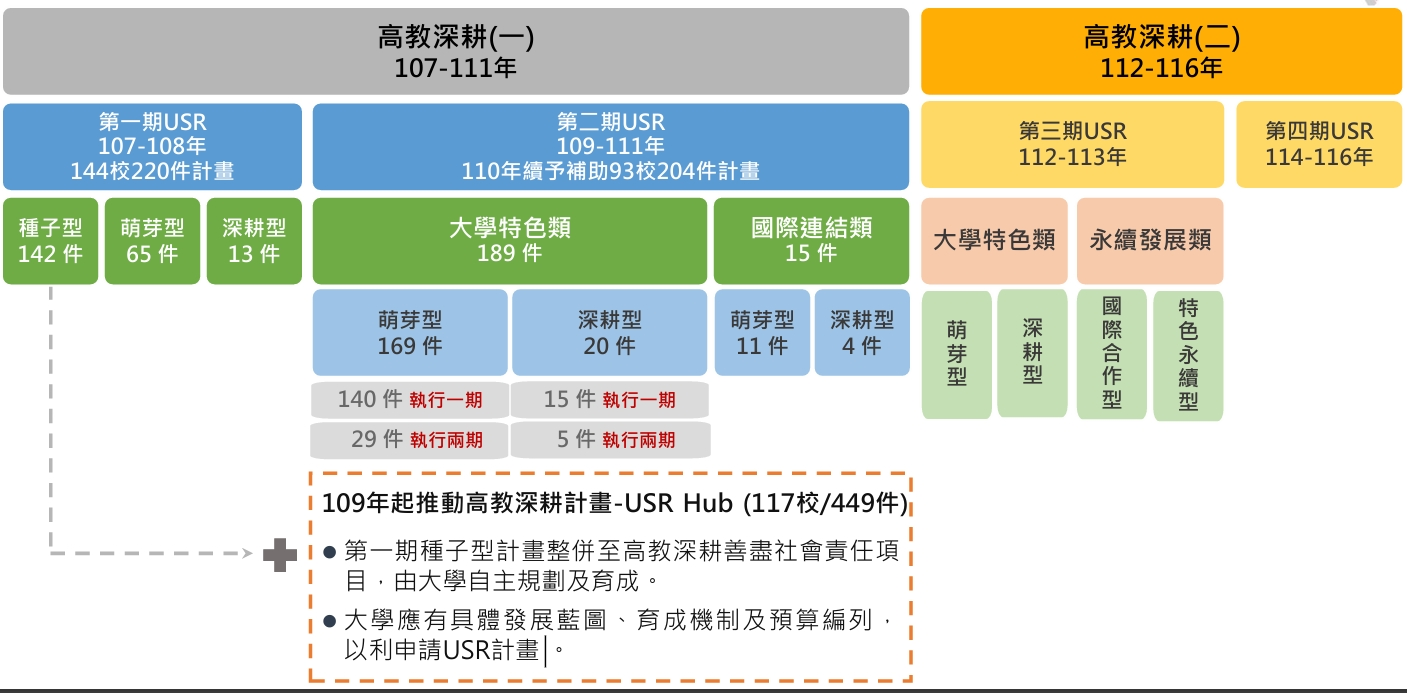 高教深耕(一)
107-111年
高教深耕(二)
112-116年
第一期USR
107-108年
144校220件計畫
第二期USR
109-111年
110年續予補助93校204件計畫
第三期USR
112-113年
第四期USR
114-116年
種子型
142 件
萌芽型
65 件
深耕型
13 件
大學特色類
189 件
國際連結類
15 件
大學特色類
永續發展類
萌芽型
169 件
深耕型
20 件
萌芽型
11 件
深耕型
4 件
萌芽型
深耕型
國際合作型
特色永續型
140 件 執行一期
15 件 執行一期
29 件 執行兩期
5 件 執行兩期
109年起推動高教深耕計畫-USR Hub (117校/449件)
● 第一期種子型計畫整併至高教深耕善盡社會責任項
目，由大學自主規劃及育成。
● 大學應有具體發展藍圖、育成機制及預算編列，
以利申請USR計畫。